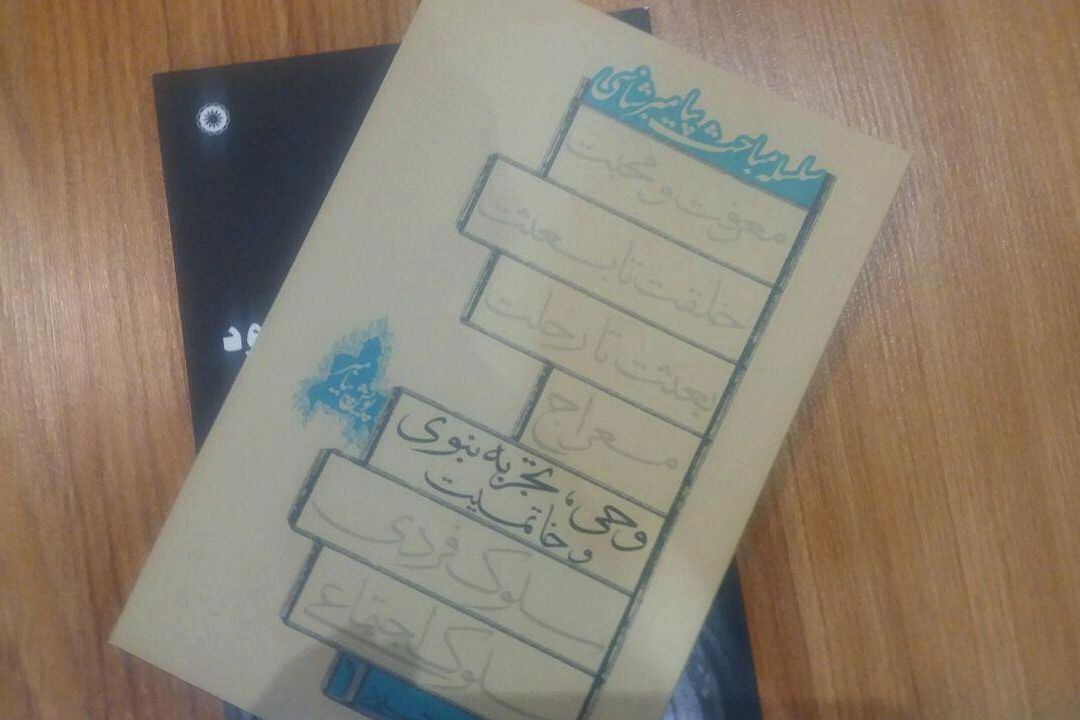 سلسله مباحث پیامبرشناسی
معرفت و محبت
خلقت تا بعثت
بعثت تا رحلت
معراج
وحی، تجربه نبوی
و خاتمیت
سلوک فردی
سلوک اجتماعی